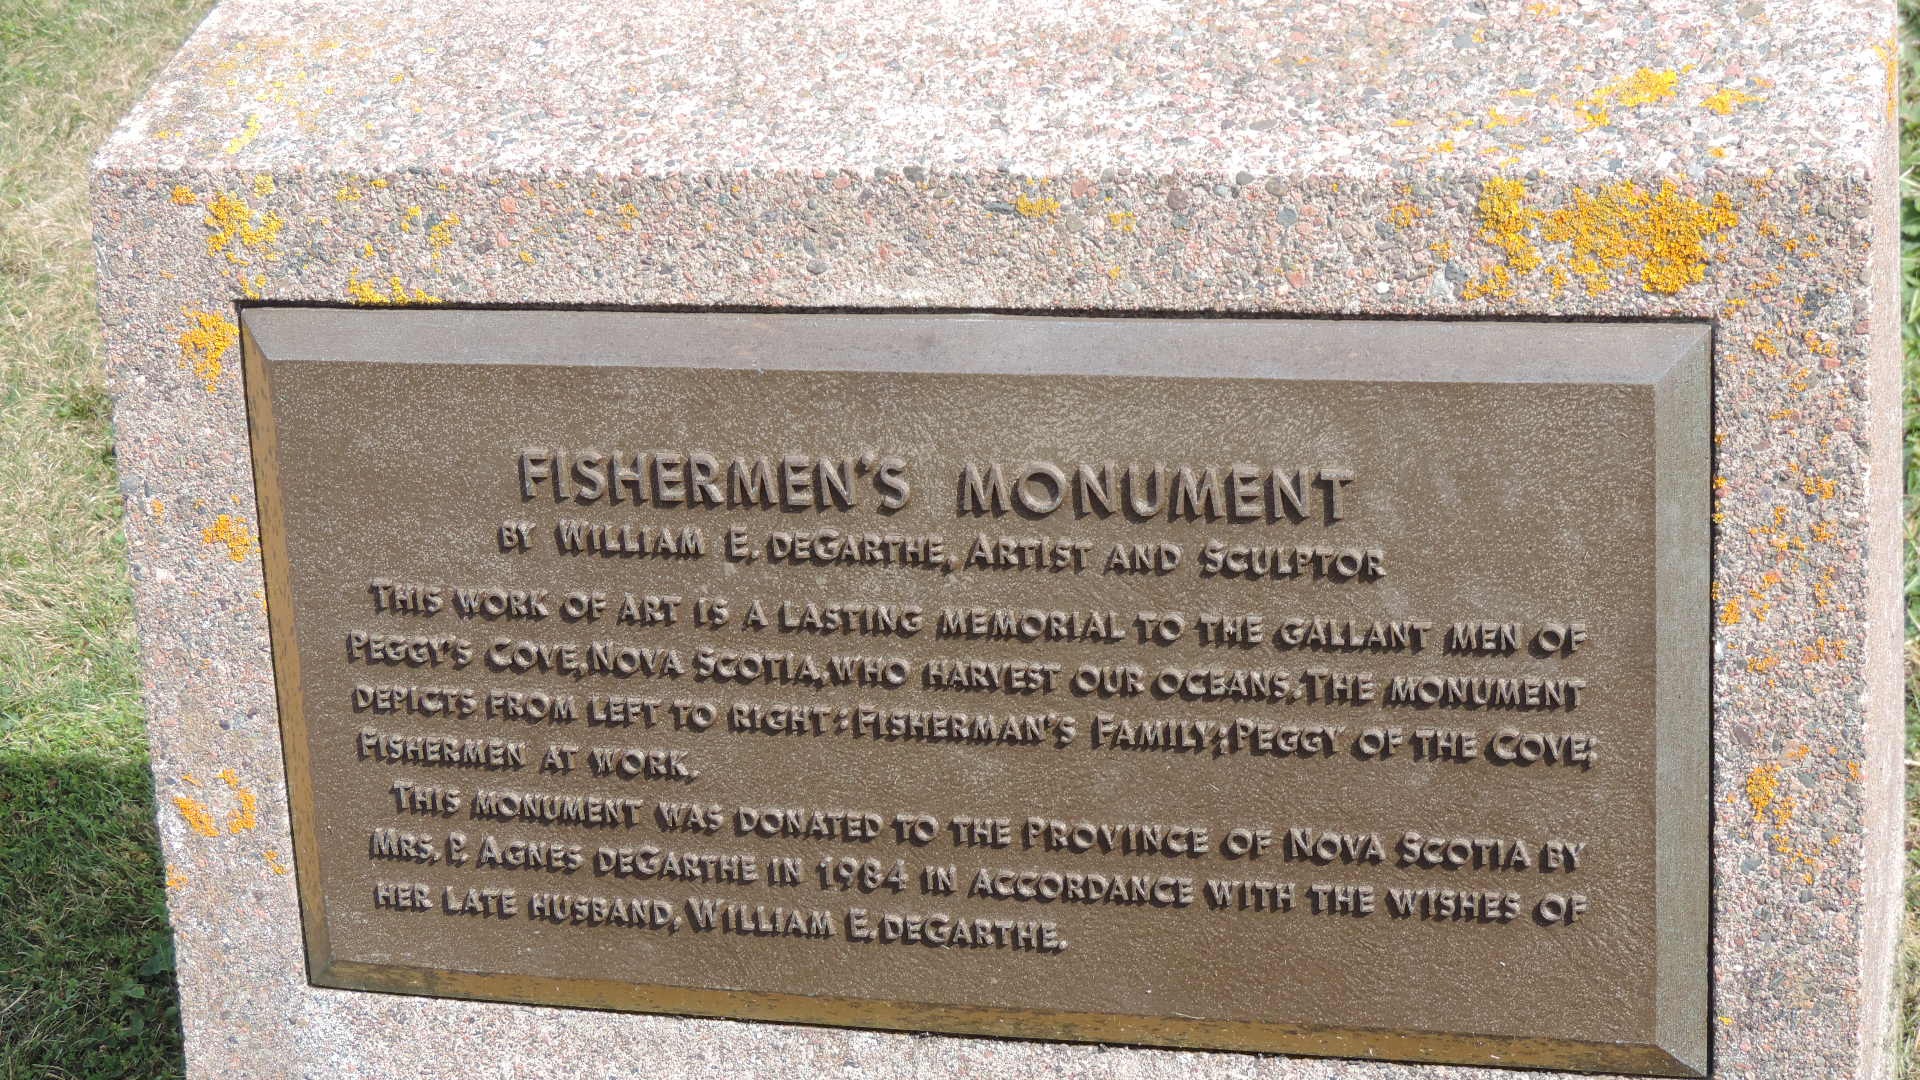 FISHERMEN'S MONUMENT
BY WILLIAM E. DEGARTHE, ARTIST AND SCULPTOR
THIS WORK OF ART IS A LASTING MEMORIAL TO THE GALLANT MEN OF
PEGGY'S COVE, NOVA SCOTIA, WHO HARVEST OUR OCEANS. THE MONUMENT
DEPICTS FROM LEFT TO RIGHT: FISHERMAN'S FAMILY; PEGGY OF THE COVE;
FISHERMEN AT WORK.
THIS MONUMENT WAS DONATED TO THE PROVINCE OF NOVA SCOTIA BY
MRS. P. AGNES DEGARTHE IN 1984 IN ACCORDANCE WITH THE WISHES OF
HER LATE HUSBAND, WILLIAM E. DEGARTHE.